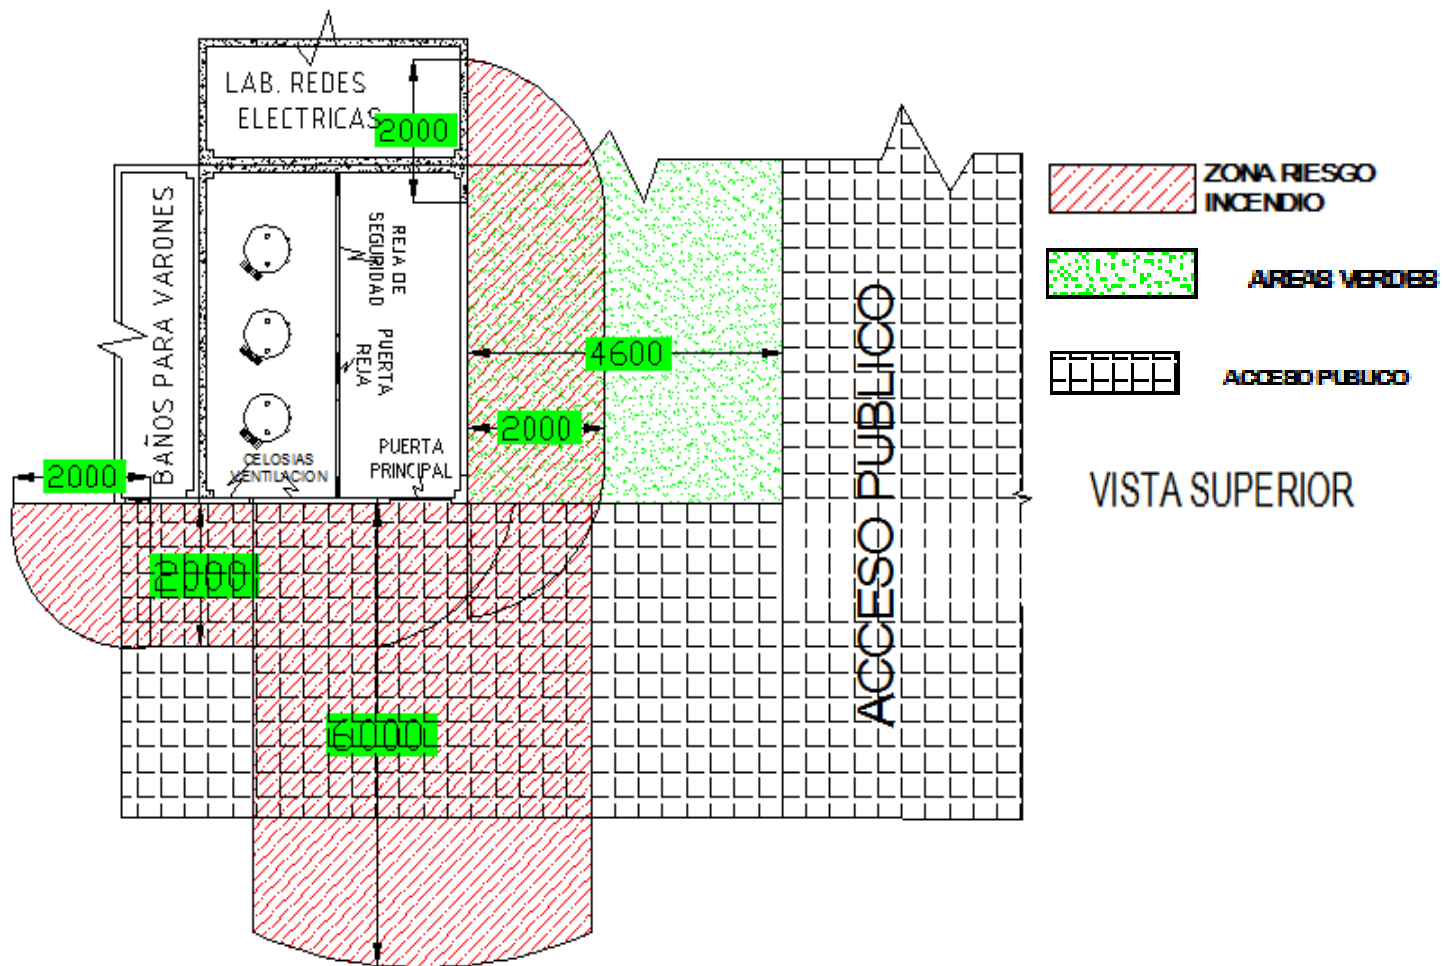 LAB. REDES
ELECTRICAS
2000
BAÑOS PARA VARONES
REJA DE
SEGURIDAD
PUERTA
REJA
4600
2000
PUERTA
PRINCIPAL
CELOSIAS
VENTILACION
2000
2000
6000
ACCESO PUBLICO
ZONA RIESGO
INCENDIO
AREAS VERDES
ACCESO PUBLICO
VISTA SUPERIOR